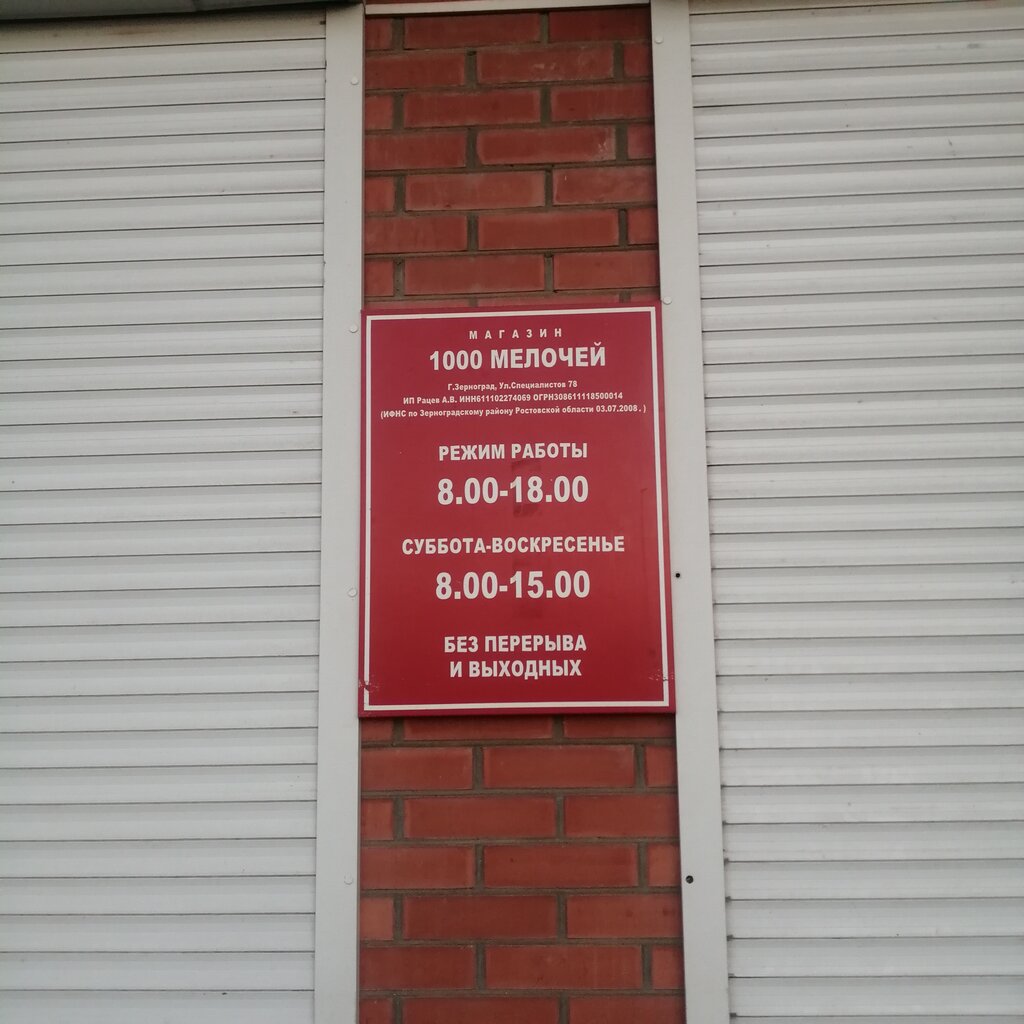 МАГАЗИН
1000 МЕЛОЧЕЙ
Г.Зерноград, Ул.Специалистов 78
ИП Рацев А.В. ИНН611102274069 ОГРН308611118500014
(ИФНС по Зерноградскому району Ростовской области 03.07.2008.)
РЕЖИМ РАБОТЫ
8.00-18.00
СУББОТА-ВОСКРЕСЕНЬЕ
8.00-15.00
БЕЗ ПЕРЕРЫВА
И ВЫХОДНЫХ